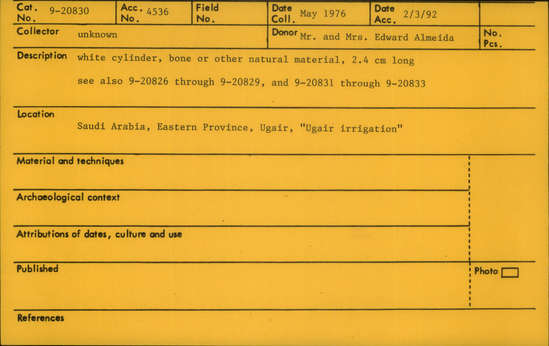 Cat. No. 9-20830 Acc. No. 4536 Field No. Date Coll. May 1976 Date Acc. 2/3/92
Collector unknown Donor Mr. and Mrs. Edward Almeida No. Pcs.
Description white cylinder, bone or other natural material, 2.4 cm long
see also 9-20826 through 9-20829, and 9-20831 through 9-20833
Location
Saudi Arabia, Eastern Province, Ugair, "Ugair irrigation"
Material and techniques
Archaeological context
Attributions of dates, culture and use
Published Photo
References